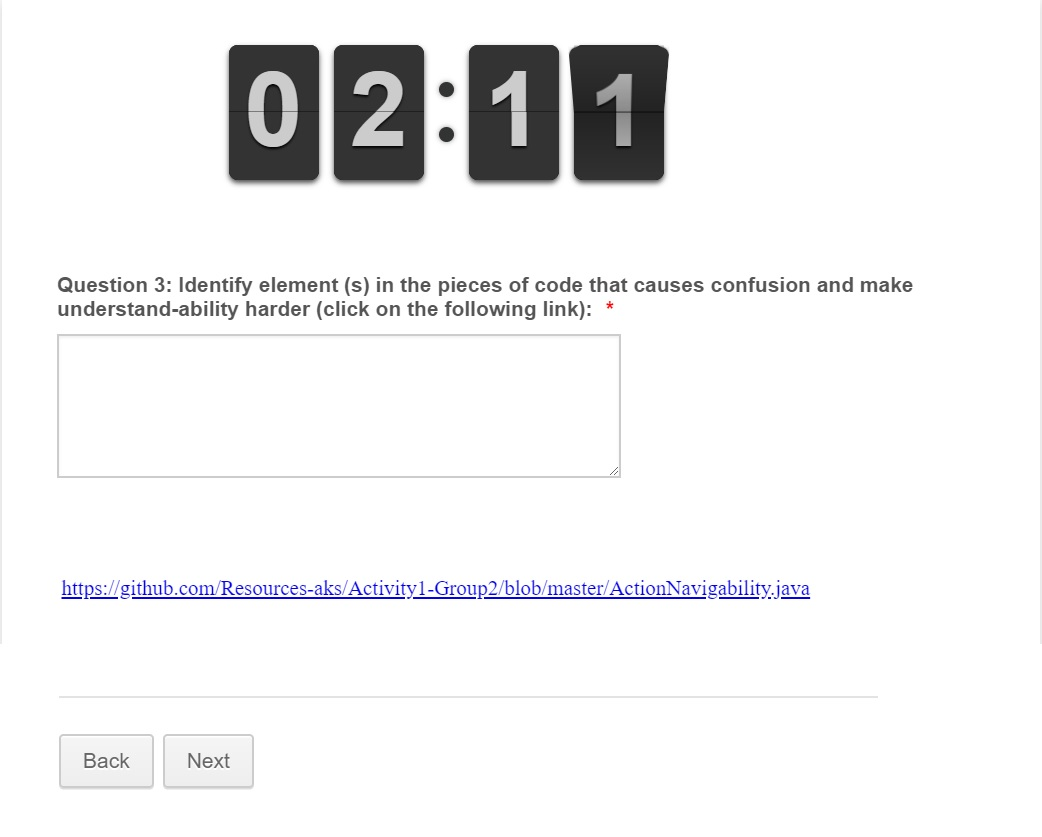 02:11
Question 3: Identify element (s) in the pieces of code that causes confusion and make
understand-ability harder (click on the following link): *
https://github.com/Resources-aks/Activity1-Group2/blob/master/ActionNavigability.java
Back Next